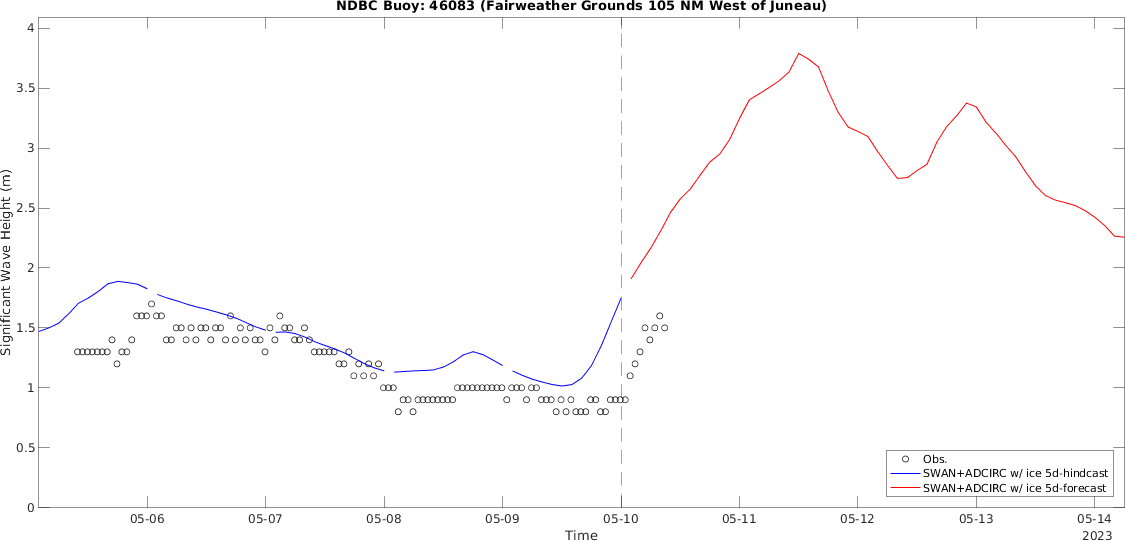 NDBC Buoy: 46083 (Fairweather Grounds 105 NM West of Juneau)
4
3.5
3
2.5
2
1.5
1
0.5
0
Significant Wave Height (m)
Obs.
SWAN+ADCIRC w/ ice 5d-hindcast
SWAN+ADCIRC w/ ice 5d-forecast
05-06 05-07 05-08 05-09 05-10 05-11 05-12 05-13 05-14
Time
2023